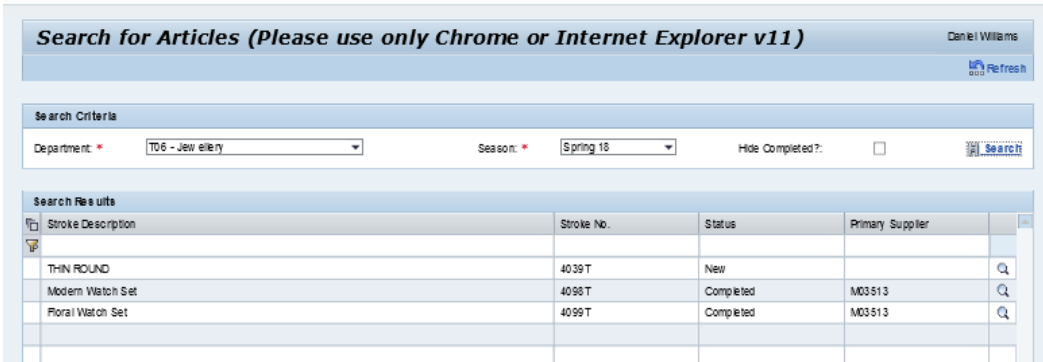 Search for Articles (Please use only Chrome or Internet Explorer v11)
Daniel Williams
Refresh
Search Criteria
Department: * T06 - Jewellery Season: * Spring 18 Hide Completed?: Search
Search Results
Stroke Description Stroke No. Status Primary Supplier
THIN ROUND 4039T New
Modern Watch Set 4098T Completed M03513
Floral Watch Set 4099T Completed M03513